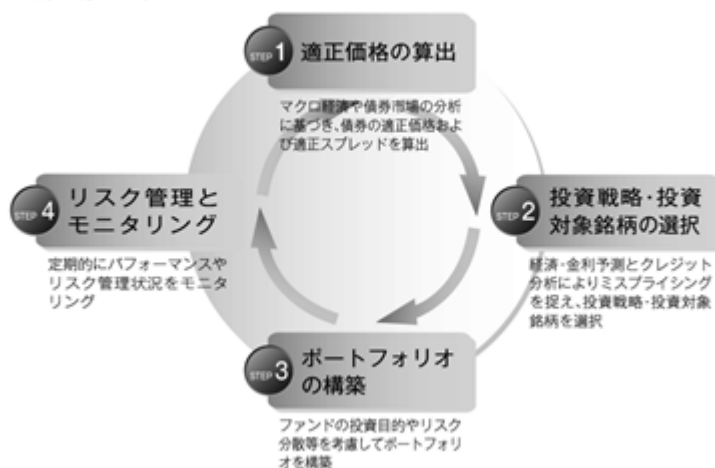 STEP 1 適正価格の算出
マクロ経済や債券市場の分析
に基づき、債券の適正価格およ
び適正スプレッドを算出
STEP 2 投資戦略・投資
対象銘柄の選択
経済・金利予測とクレジット
分析によりミスプライシング
を捉え、投資戦略・投資対象
銘柄を選択
STEP 3 ポートフォリオ
の構築
ファンドの投資目的やリスク
分散等を考慮してポートフォリ
オを構築
STEP 4 リスク管理と
モニタリング
定期的にパフォーマンスや
リスク管理状況をモニタ
リング